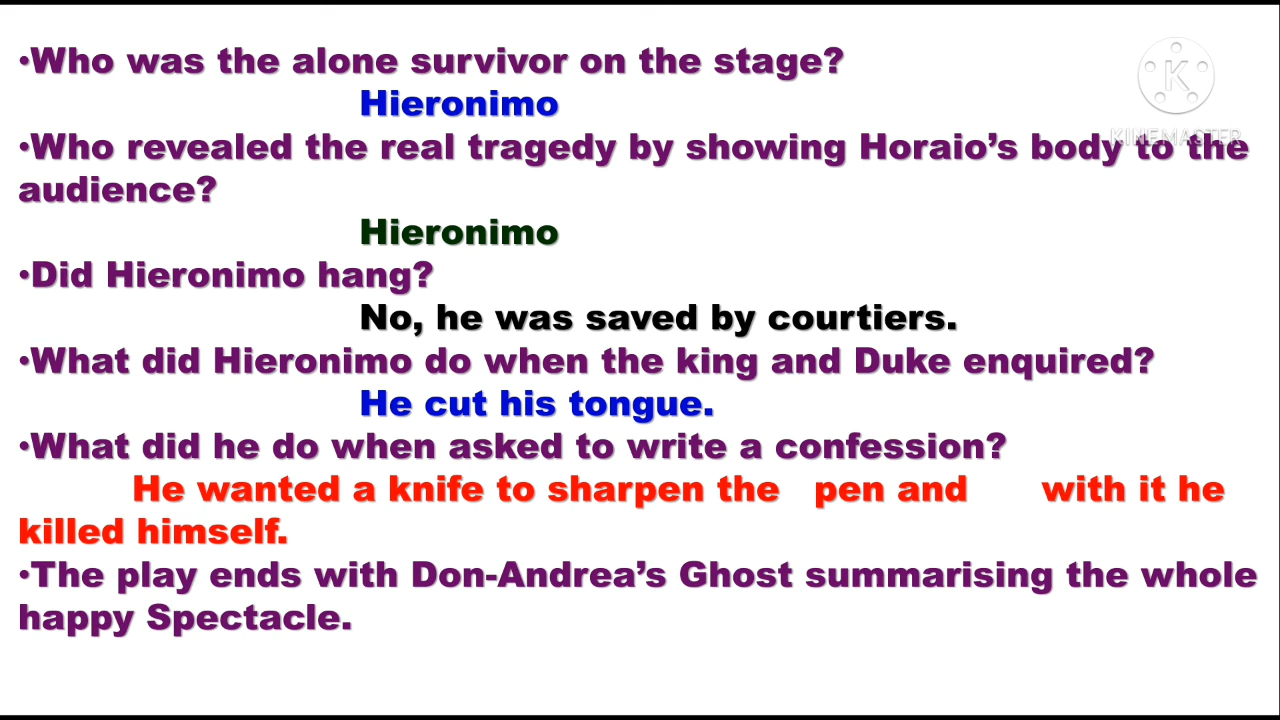 •Who was the alone survivor on the stage?
Hieronimo
•Who revealed the real tragedy by showing Horaio’s body to the
audience?
Hieronimo
•Did Hieronimo hang?
No, he was saved by courtiers.
•What did Hieronimo do when the king and Duke enquired?
He cut his tongue.
•What did he do when asked to write a confession?
He wanted a knife to sharpen the pen and with it he
killed himself.
•The play ends with Don-Andrea’s Ghost summarising the whole
happy Spectacle.
K
KINEMASTER